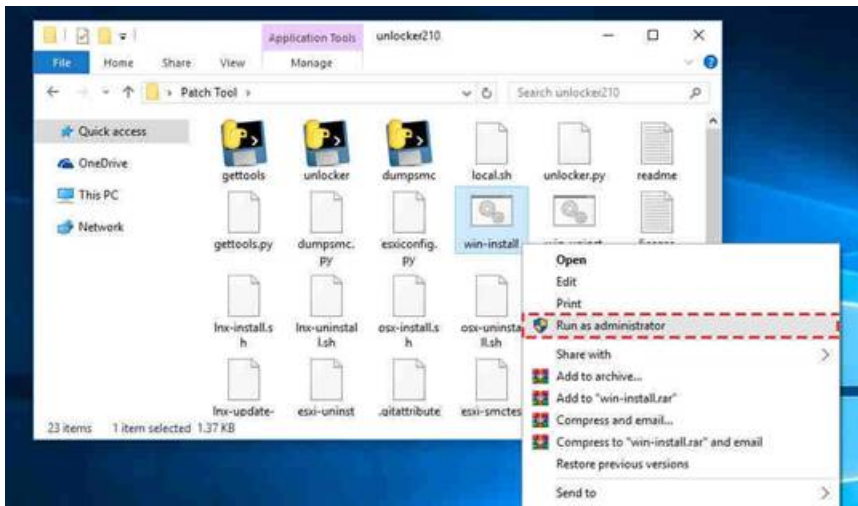 Application Tools
unlocker210
File
Home
Share
View
Manage
Patch Tool
Search unlocker210
Quick access
OneDrive
This PC
Network
gettools
unlocker
dumpsmc
local.sh
unlocker.py
readme
gettools.py
dumpsmc.
py
esxiconfig.
py
win-install
lnx-install.s
h
lnx-uninstal
l.sh
osx-install.s
h
osx-uninsta
ll.sh
lnx-update-
esxi-uninst
.gitattribute
esxi-smctes
23 items
1 item selected 1.37 KB
Open
Edit
Print
Run as administrator
Share with
Add to archive...
Add to "win-install.rar"
Compress and email...
Compress to "win-install.rar" and email
Restore previous versions
Send to